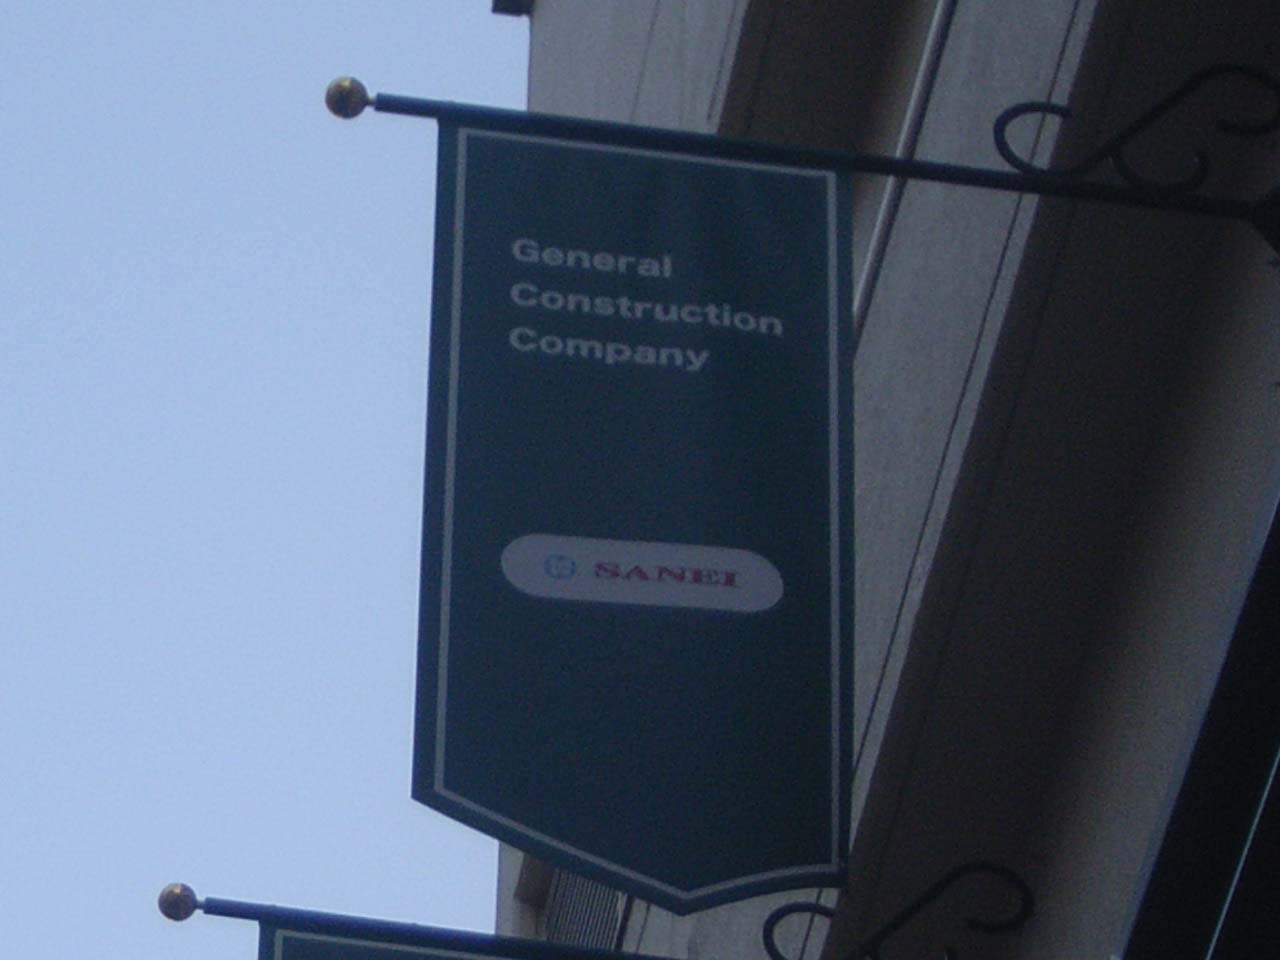 General
Construction
Company
SANEI